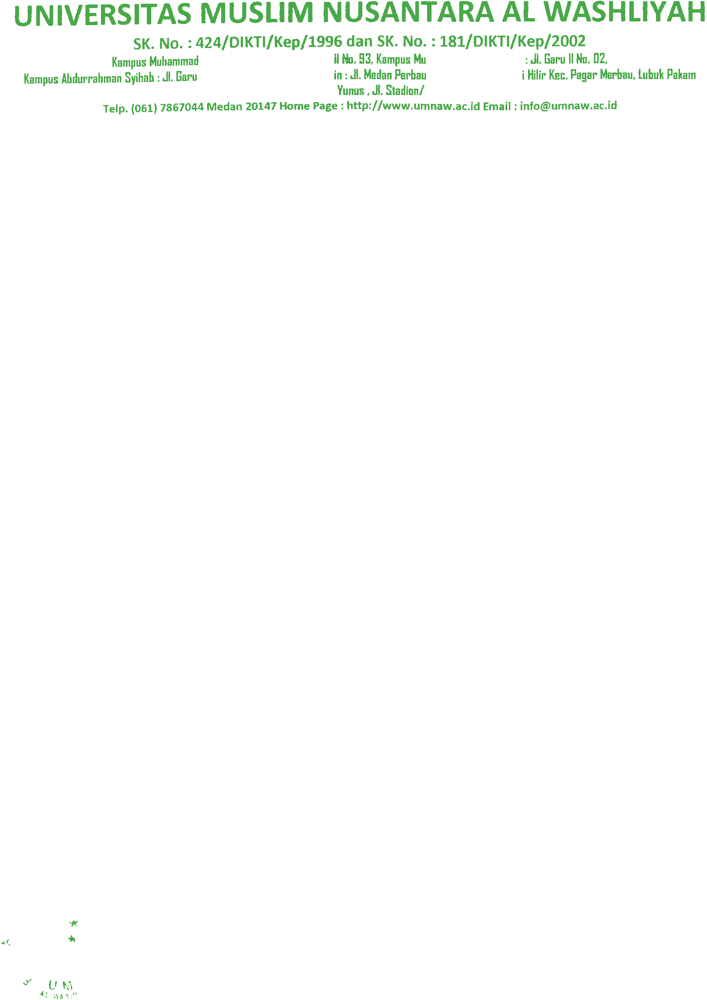 UNIVERSITAS MUSLIM NUSANTARA AL WASHLIYAH
SK. No. : 424/DIKTI/Kep/1996 dan SK. No. : 181/DIKTI/Kep/2002
Kampus Muhammad II No. 93, Kampus Mu : Jl. Garu II No. 02,
Kampus Abdurrahman Syihab : Jl. Garu in : Jl. Medan Perbau i Hilir Kec. Pagar Merbau, Lubuk Pakam
Yunus , Jl. Stadion/
Telp. (061) 7867044 Medan 20147 Home Page : http://www.umnaw.ac.id Email : info@umnaw.ac.id